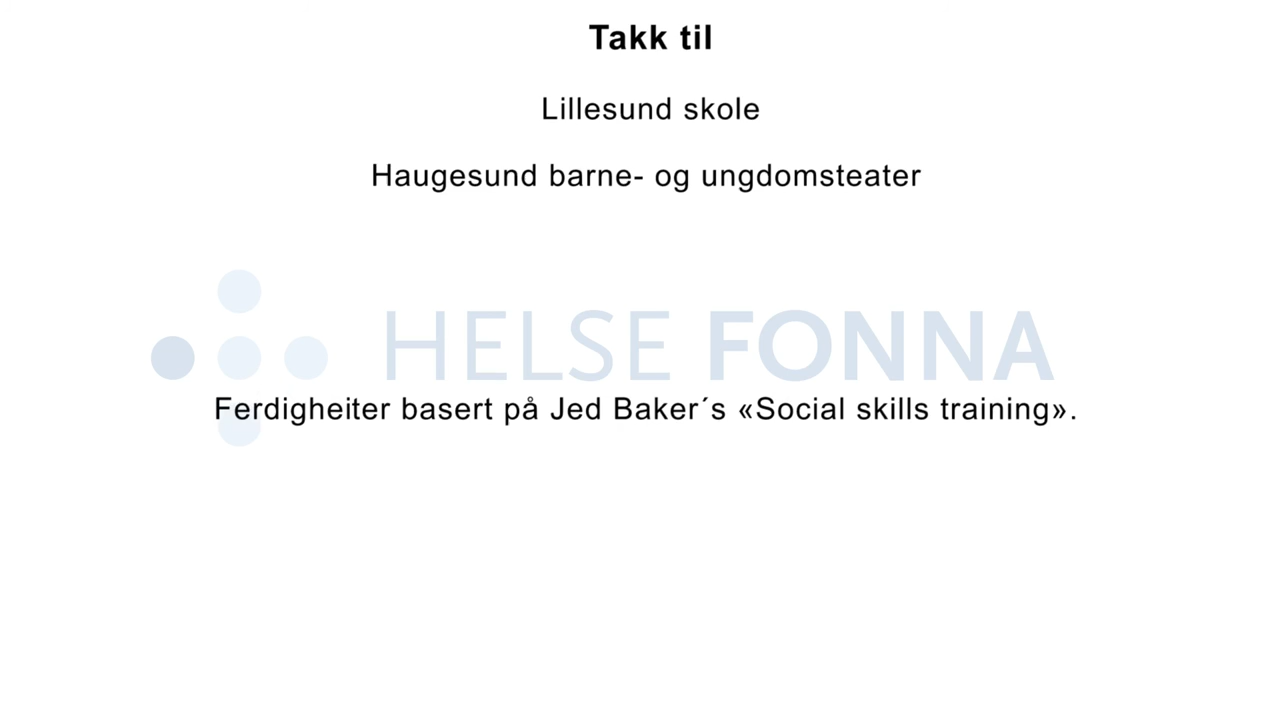 Takk til
Lillesund skole
Haugesund barne- og ungdomsteater
HELSE FONNA
Ferdigheiter basert på Jed Baker´s «Social skills training».